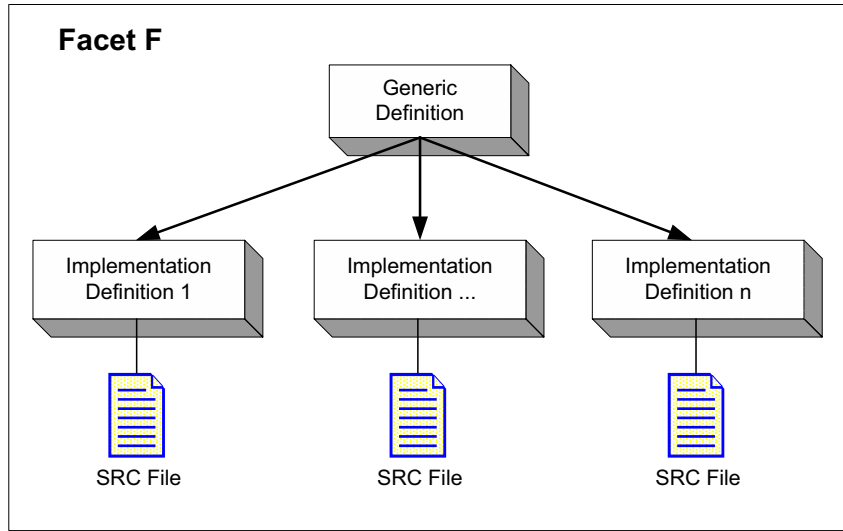 Facet F
Generic
Definition
Implementation
Definition 1
Implementation
Definition ...
Implementation
Definition n
SRC File
SRC File
SRC File